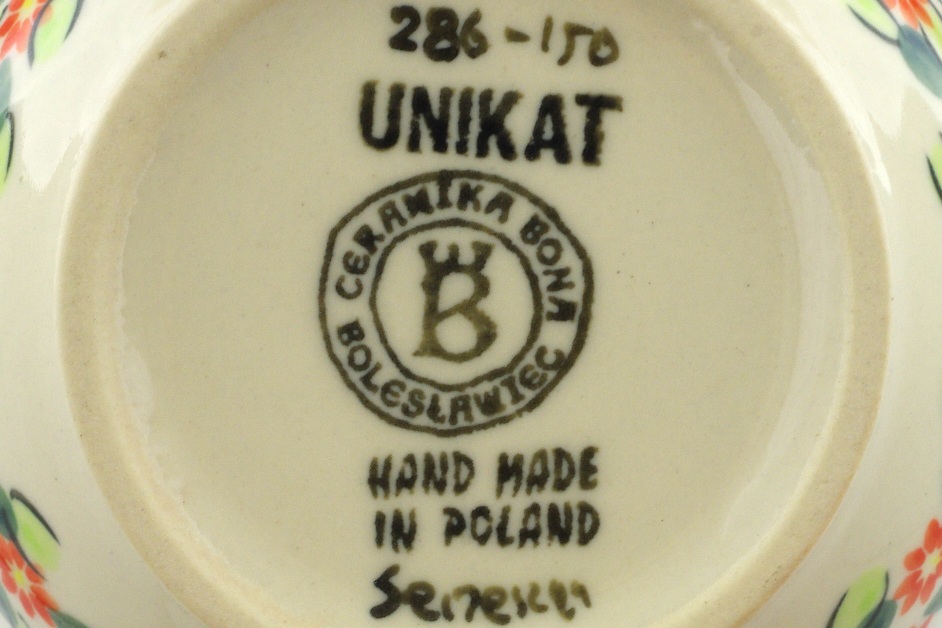 286-150
UNIKAT
CERAMIKA BONA
B
BOLESŁAWIEC
HAND MADE
IN POLAND